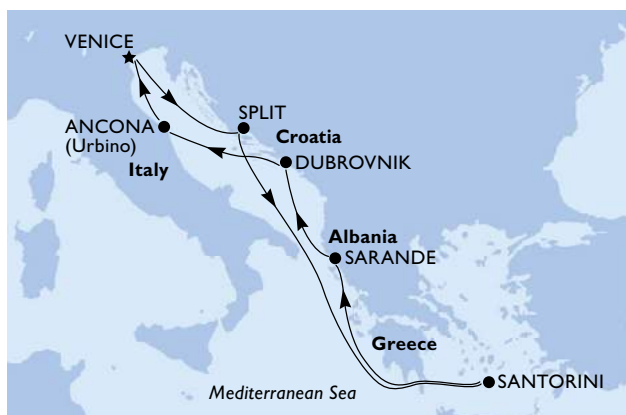 VENICE
SPLIT
ANCONA
(Urbino)
Croatia
DUBROVNIK
Italy
Albania
SARANDE
Greece
SANTORINI
Mediterranean Sea